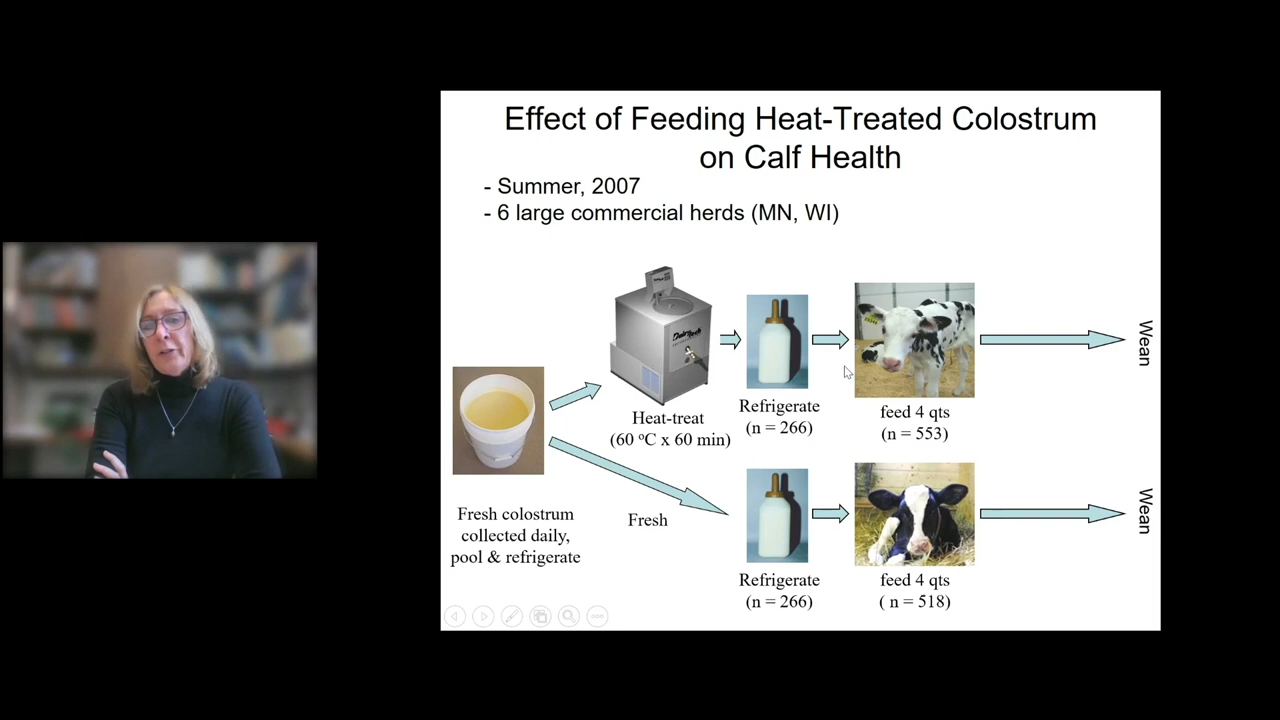 Effect of Feeding Heat-Treated Colostrum
on Calf Health
- Summer, 2007
- 6 large commercial herds (MN, WI)
Heat-treat
(60 ºC x 60 min)
Refrigerate
(n = 266)
feed 4 qts
(n = 553)
Wean
Fresh colostrum
collected daily,
pool & refrigerate
Fresh
Refrigerate
(n = 266)
feed 4 qts
( n = 518)
Wean